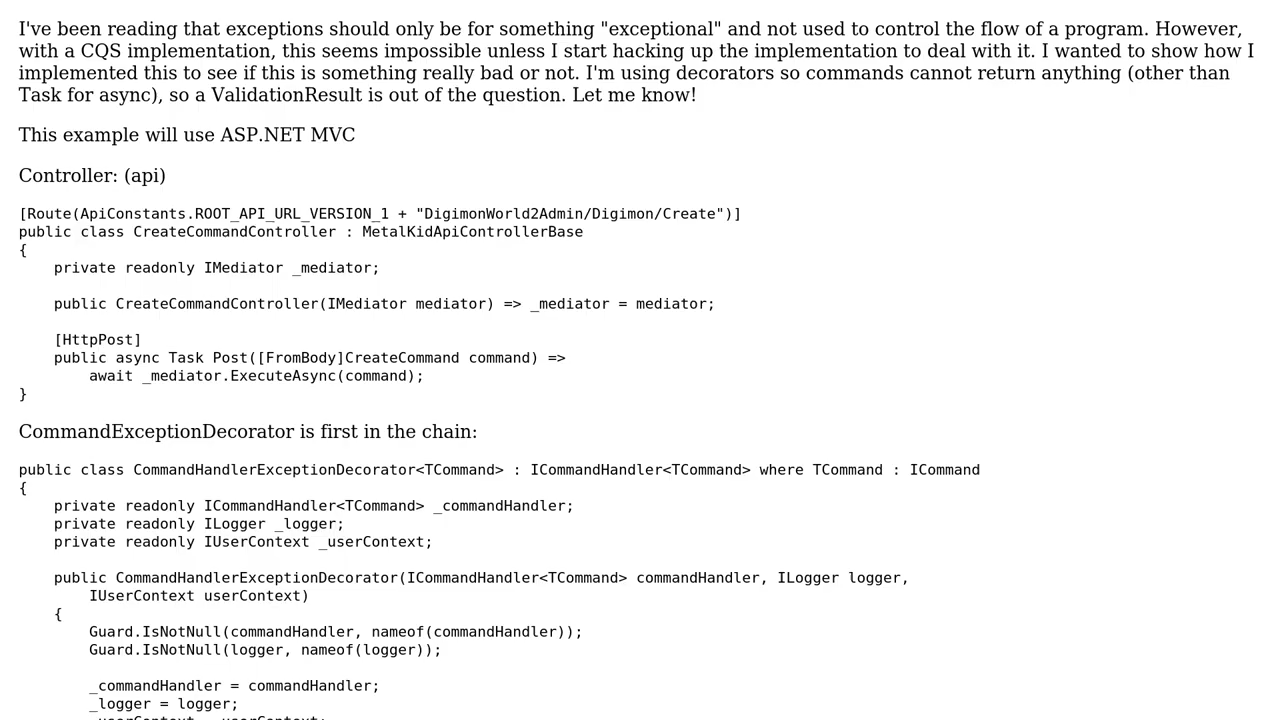 I've been reading that exceptions should only be for something "exceptional" and not used to control the flow of a program. However,
with a CQS implementation, this seems impossible unless I start hacking up the implementation to deal with it. I wanted to show how I
implemented this to see if this is something really bad or not. I'm using decorators so commands cannot return anything (other than
Task for async), so a ValidationResult is out of the question. Let me know!
This example will use ASP.NET MVC
Controller: (api)
[Route(ApiConstants.ROOT_API_URL_VERSION_1 + "DigimonWorld2Admin/Digimon/Create")]
public class CreateCommandController : MetalKidApiControllerBase
{
    private readonly IMediator _mediator;
    public CreateCommandController(IMediator mediator) => _mediator = mediator;
    [HttpPost]
    public async Task Post([FromBody]CreateCommand command) =>
        await _mediator.ExecuteAsync(command);
}
CommandExceptionDecorator is first in the chain:
public class CommandHandlerExceptionDecorator<TCommand> : ICommandHandler<TCommand> where TCommand : ICommand
{
    private readonly ICommandHandler<TCommand> _commandHandler;
    private readonly ILogger _logger;
    private readonly IUserContext _userContext;
    public CommandHandlerExceptionDecorator(ICommandHandler<TCommand> commandHandler, ILogger logger,
        IUserContext userContext)
    {
        Guard.IsNotNull(commandHandler, nameof(commandHandler));
        Guard.IsNotNull(logger, nameof(logger));
        _commandHandler = commandHandler;
        _logger = logger;
        _userContext = userContext;